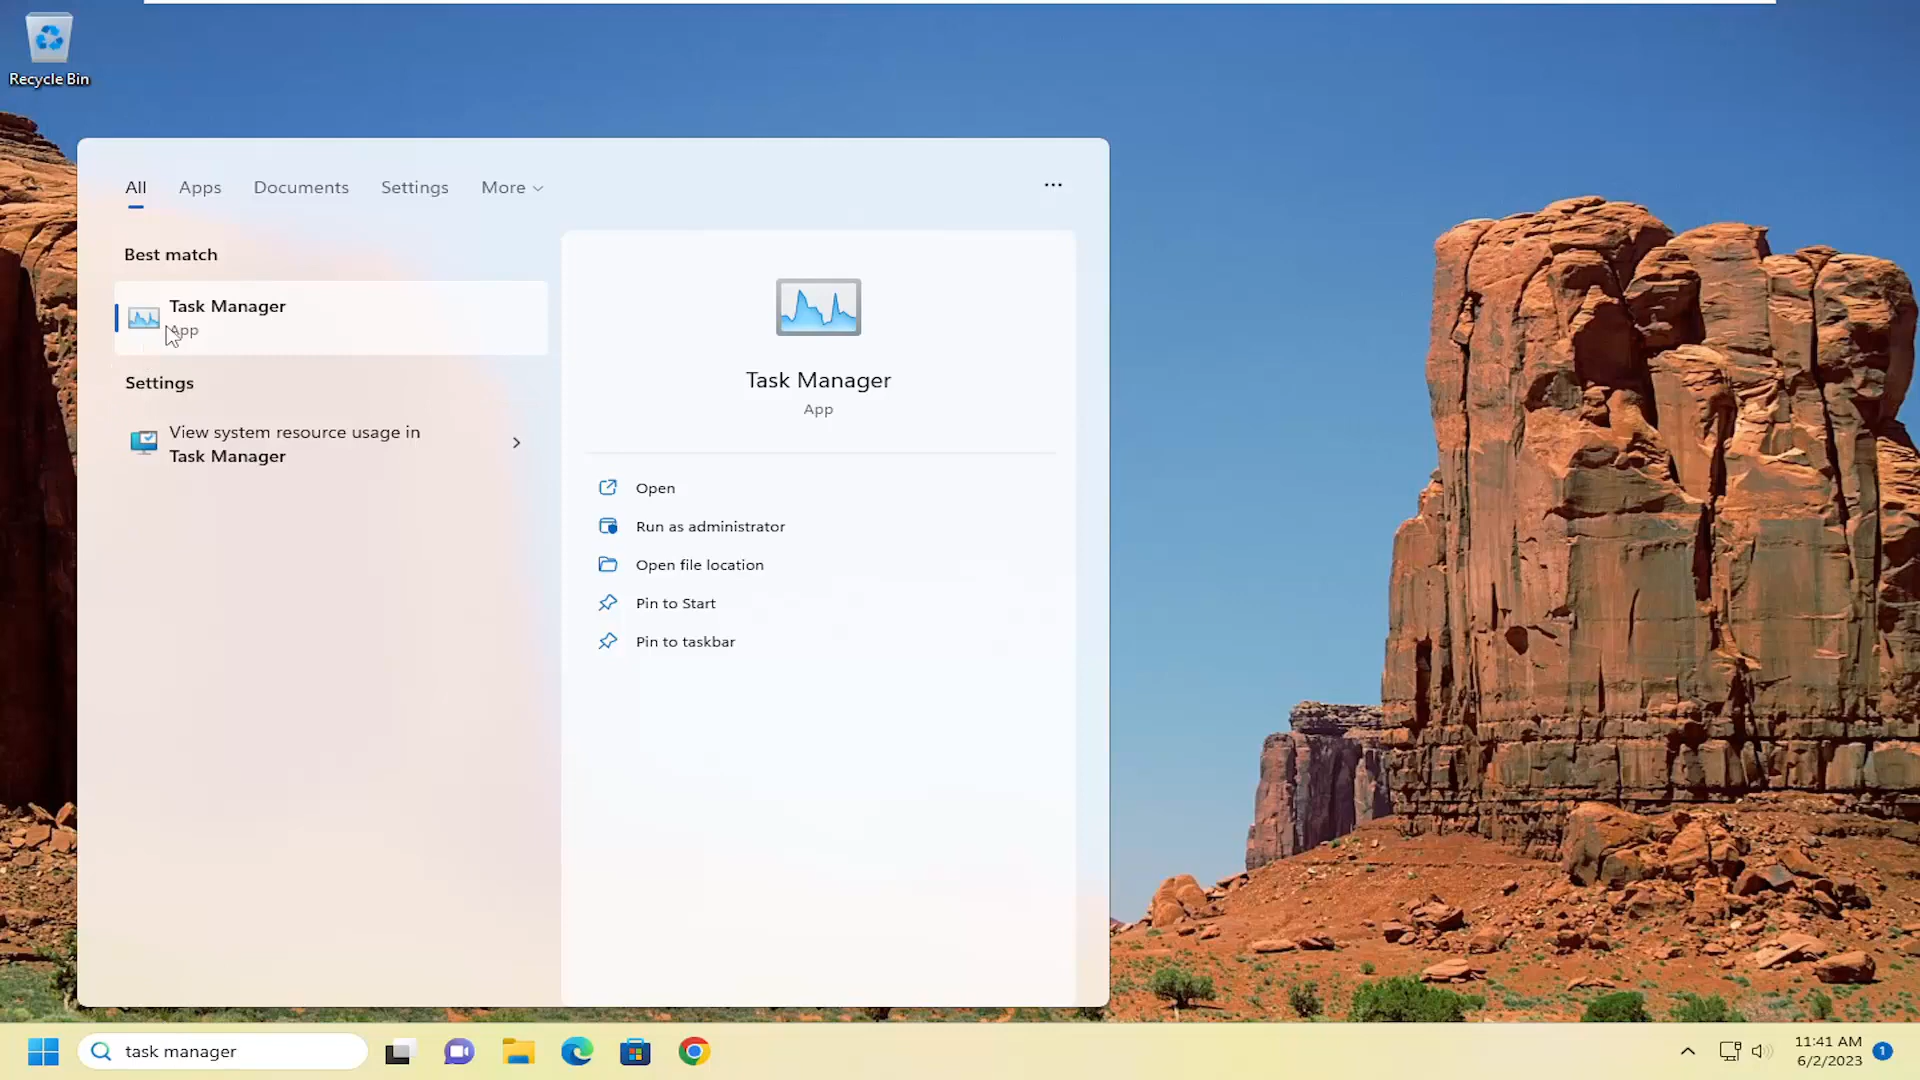 Recycle Bin
All Apps Documents Settings More
Best match
Task Manager
App
Settings
View system resource usage in
Task Manager
Task Manager
App
Open
Run as administrator
Open file location
Pin to Start
Pin to taskbar
task manager
11:41 AM
6/2/2023
1